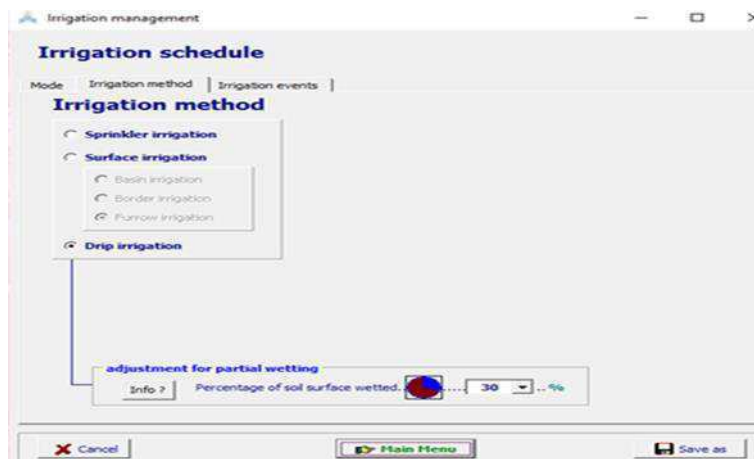 Irrigation management
Irrigation schedule
Mode Irrigation method Irrigation events
Irrigation method
Sprinkler irrigation
Surface irrigation
Basin irrigation
Border irrigation
Furrow irrigation
Drip irrigation
adjustment for partial wetting
Info ? Percentage of soil surface wetted......... 30 ..%
Cancel Main Menu Save as